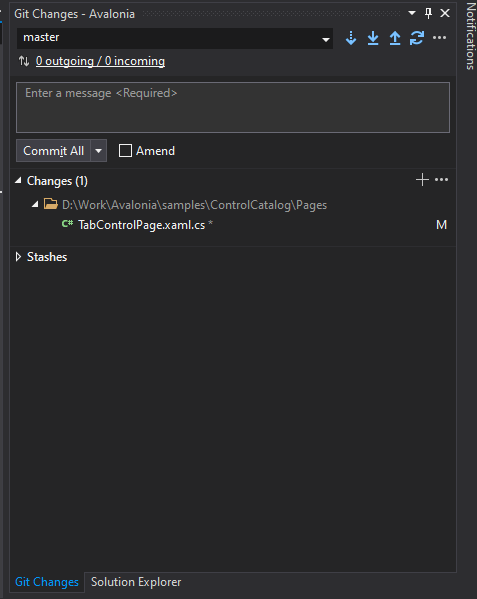 Git Changes - Avalonia
master
0 outgoing / 0 incoming
Enter a message <Required>
Commit All
Amend
Changes (1)
D:\Work\Avalonia\samples\ControlCatalog\Pages
C# TabControlPage.xaml.cs *
M
Stashes
Git Changes
Solution Explorer
Notifications